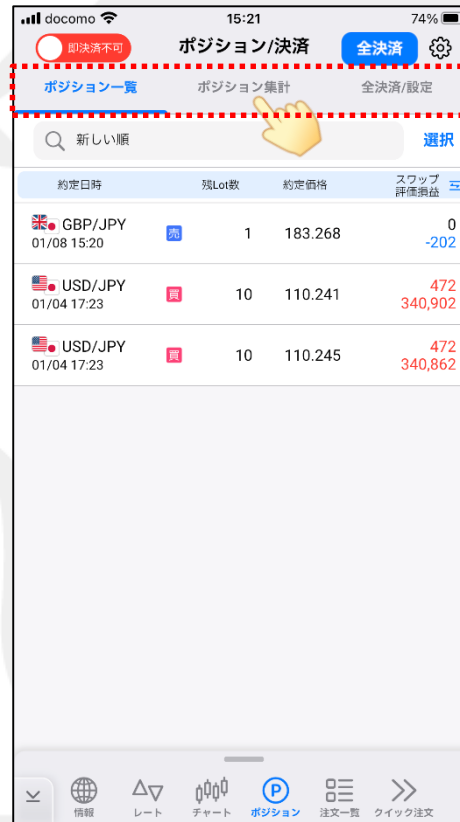 docomo 15:21 74%
即決済不可 ポジション/決済 全決済
ポジション一覧 ポジション集計 全決済/設定
新しい順 選択
約定日時 残Lot数 約定価格 スワップ
評価損益
GBP/JPY 売 1 183.268 0
01/08 15:20 -202
USD/JPY 買 10 110.241 472
01/04 17:23 340,902
USD/JPY 買 10 110.245 472
01/04 17:23 340,862
P
情報 レート チャート ポジション 注文一覧 クイック注文